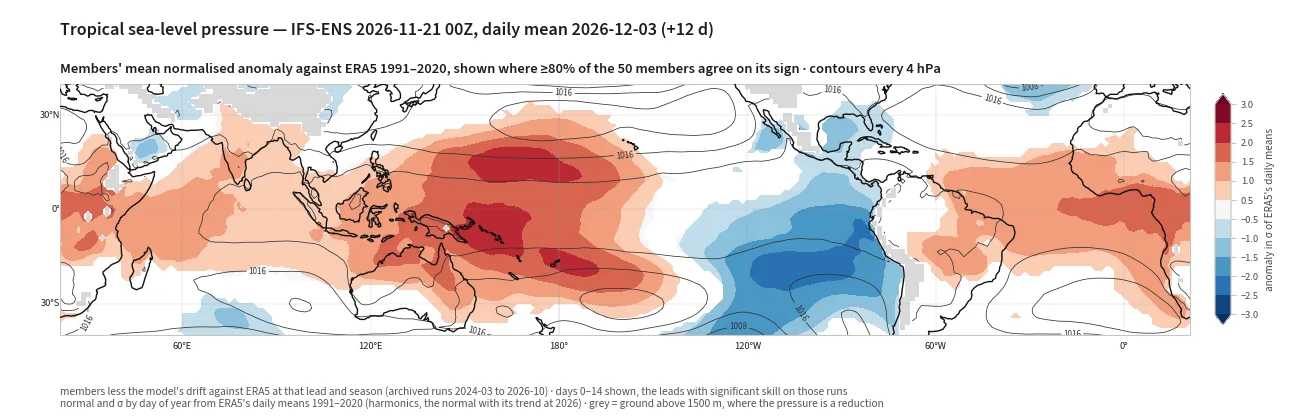 Tropical sea-level pressure — IFS-ENS 2026-11-21 00Z, daily mean 2026-12-03 (+12 d)
Members' mean normalised anomaly against ERA5 1991–2020, shown where ≥80% of the 50 members agree on its sign · contours every 4 hPa
1016
1016
1016
1008
30°N
1016
1016
0°
1016
30°S
1016
1016
1008
1016
1016
60°E
120°E
180°
120°W
60°W
0°
3.0
2.5
2.0
1.5
1.0
0.5
−0.5
−1.0
−1.5
−2.0
−2.5
−3.0
anomaly in σ of ERA5's daily means
members less the model's drift against ERA5 at that lead and season (archived runs 2024-03 to 2026-10) · days 0–14 shown, the leads with significant skill on those runs
normal and σ by day of year from ERA5's daily means 1991–2020 (harmonics, the normal with its trend at 2026) · grey = ground above 1500 m, where the pressure is a reduction